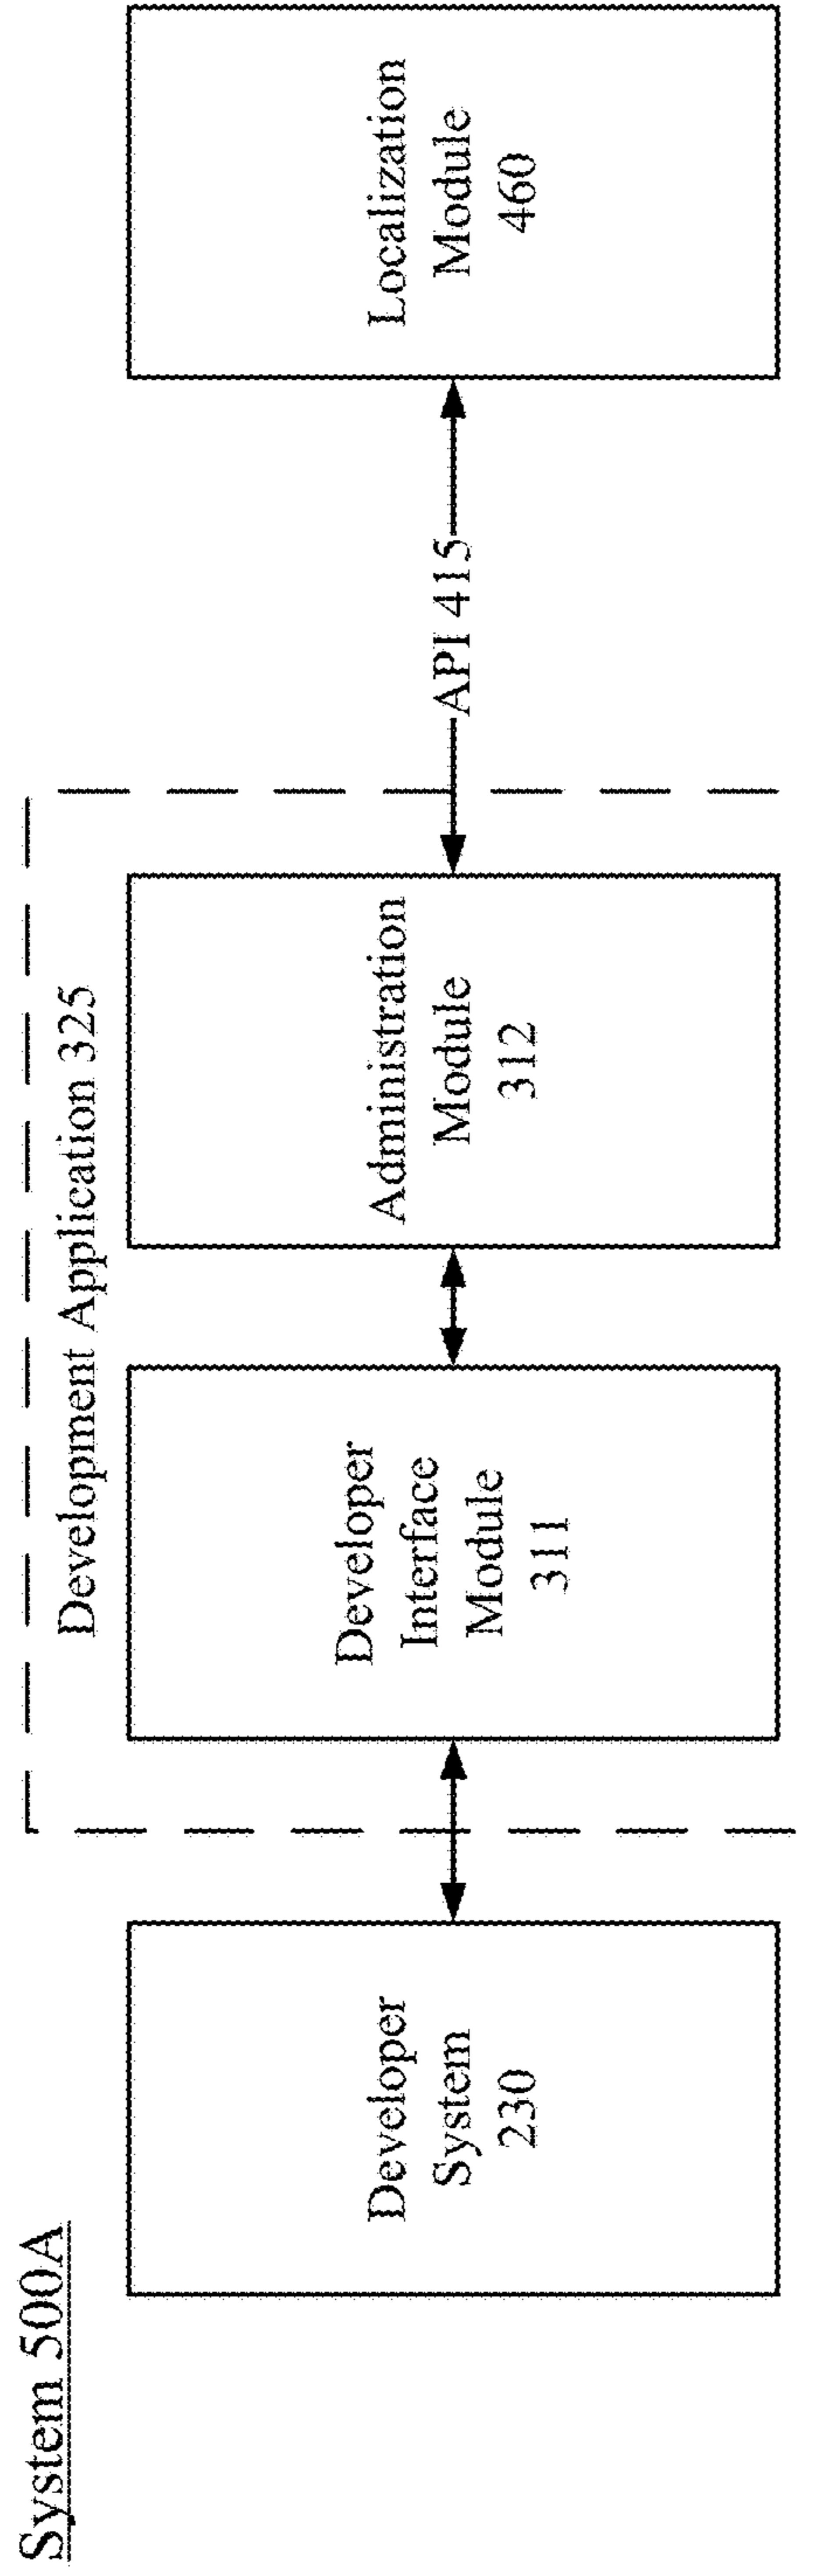 System 500A
Development Application 325
Developer
System
230
Developer
Interface
Module
311
Administration
Module
312
API 415
Localization
Module
460